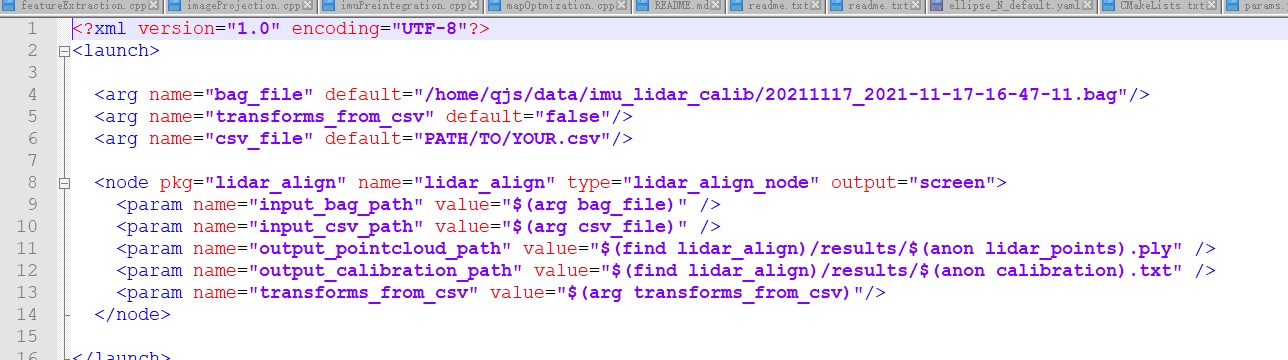 featureExtraction.cpp imageProjection.cpp imuPreintegration.cpp mapOptmization.cpp README.md readme.txt readme.txt ellipse_N_default.yaml CMakeLists.txt params.
1 <?xml version="1.0" encoding="UTF-8"?>
2 <launch>
3
4 <arg name="bag_file" default="/home/qjs/data/imu_lidar_calib/20211117_2021-11-17-16-47-11.bag"/>
5 <arg name="transforms_from_csv" default="false"/>
6 <arg name="csv_file" default="PATH/TO/YOUR.csv"/>
7
8 <node pkg="lidar_align" name="lidar_align" type="lidar_align_node" output="screen">
9 <param name="input_bag_path" value="$(arg bag_file)" />
10 <param name="input_csv_path" value="$(arg csv_file)" />
11 <param name="output_pointcloud_path" value="$(find lidar_align)/results/$(anon lidar_points).ply" />
12 <param name="output_calibration_path" value="$(find lidar_align)/results/$(anon calibration).txt" />
13 <param name="transforms_from_csv" value="$(arg transforms_from_csv)"/>
14 </node>
15
16 </launch>